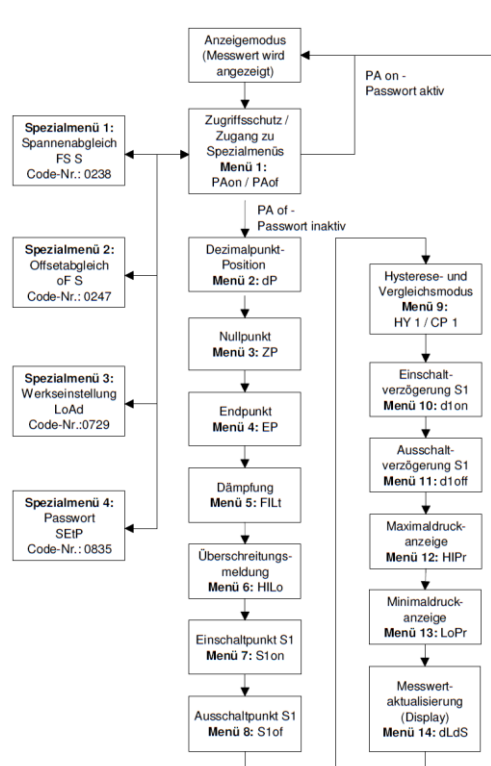 Anzeigemodus
(Messwert wird
angezeigt)
PA on -
Passwort aktiv
Zugriffsschutz /
Zugang zu
Spezialmenüs
Menü 1:
PAon / PAof
PA of -
Passwort inaktiv
Spezialmenü 1:
Spannenabgleich
FS S
Code-Nr.: 0238
Spezialmenü 2:
Offsetabgleich
oF S
Code-Nr.: 0247
Spezialmenü 3:
Werkseinstellung
LoAd
Code-Nr.:0729
Spezialmenü 4:
Passwort
SEtP
Code-Nr.: 0835
Dezimalpunkt-
Position
Menü 2: dP
Nullpunkt
Menü 3: ZP
Endpunkt
Menü 4: EP
Dämpfung
Menü 5: FILt
Überschreitungs-
meldung
Menü 6: HILo
Einschaltpunkt S1
Menü 7: S1on
Ausschaltpunkt S1
Menü 8: S1of
Hysterese- und
Vergleichsmodus
Menü 9:
HY 1 / CP 1
Einschalt-
verzögerung S1
Menü 10: d1on
Ausschalt-
verzögerung S1
Menü 11: d1off
Maximaldruck-
anzeige
Menü 12: HIPr
Minimaldruck-
anzeige
Menü 13: LoPr
Messwert-
aktualisierung
(Display)
Menü 14: dLdS